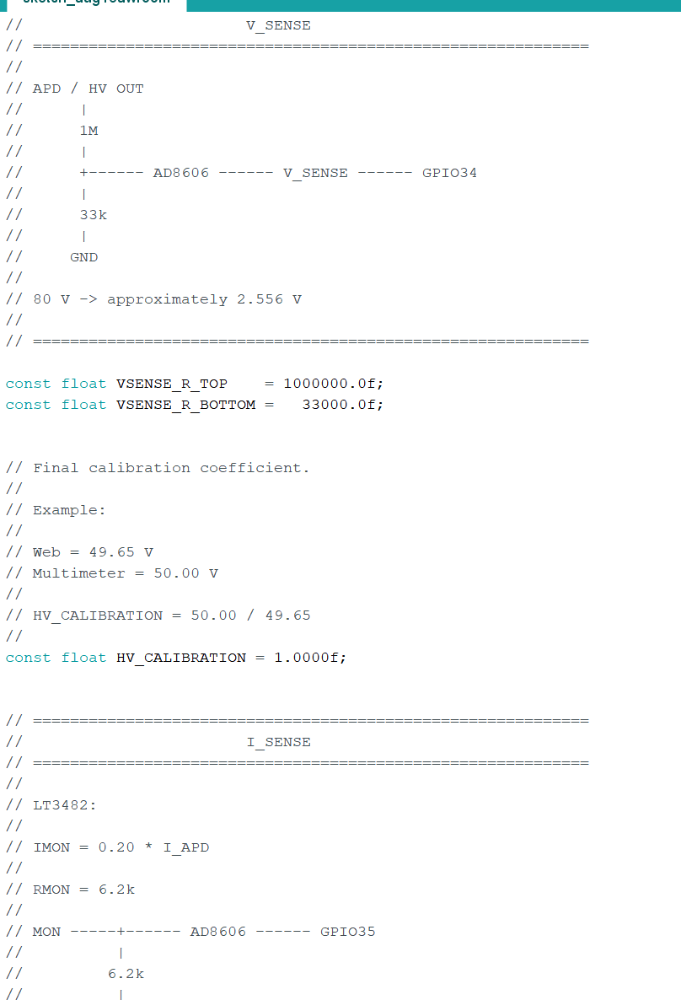 //                        V_SENSE
// ============================================================
//
// APD / HV OUT
//      |
//      1M
//      |
//      +------ AD8606 ------ V_SENSE ------ GPIO34
//      |
//      33k
//      |
//     GND
//
// 80 V -> approximately 2.556 V
//
// ============================================================
const float VSENSE_R_TOP    = 1000000.0f;
const float VSENSE_R_BOTTOM =   33000.0f;
// Final calibration coefficient.
//
// Example:
//
// Web = 49.65 V
// Multimeter = 50.00 V
//
// HV_CALIBRATION = 50.00 / 49.65
//
const float HV_CALIBRATION = 1.0000f;
// ============================================================
//                        I_SENSE
// ============================================================
//
// LT3482:
//
// IMON = 0.20 * I_APD
//
// RMON = 6.2k
//
// MON -----+------ AD8606 ------ GPIO35
//          |
//         6.2k
//          |